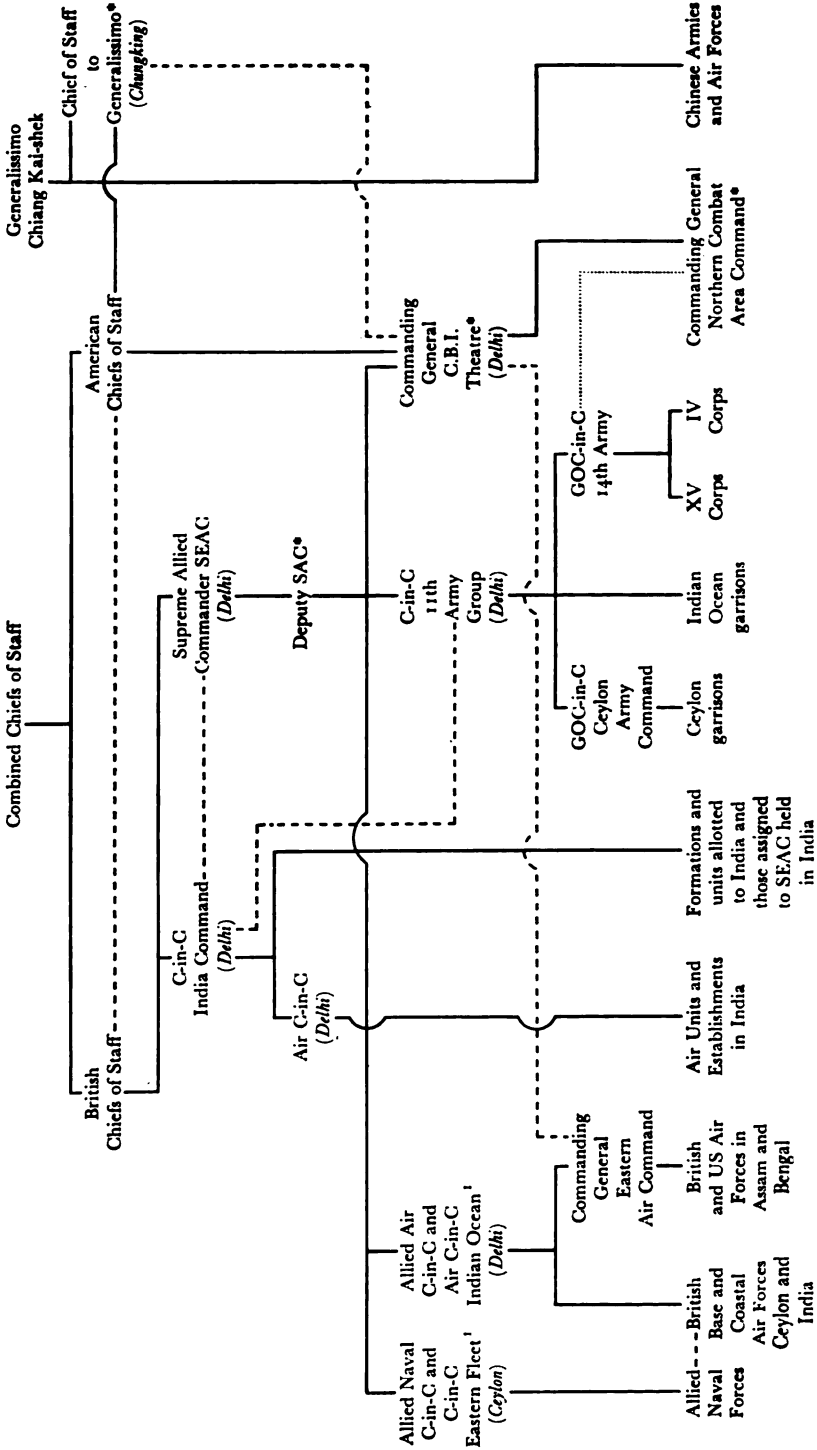 Combined Chiefs of Staff
Generalissimo
Chiang Kai-shek
British
Chiefs of Staff
American
Chiefs of Staff
Chief of Staff
to
Generalissimo*
(Chungking)
C-in-C
India Command
(Delhi)
Supreme Allied
Commander SEAC
(Delhi)
Air C-in-C
(Delhi)
Deputy SAC*
Allied Naval
C-in-C and
C-in-C
Eastern Fleet¹
(Ceylon)
Allied Air
C-in-C and
Air C-in-C
Indian Ocean¹
(Delhi)
C-in-C
11th
Army
Group
(Delhi)
Commanding
General
C.B.I.
Theatre*
(Delhi)
Commanding
General
Eastern
Air Command
GOC-in-C
Ceylon
Army
Command
GOC-in-C
14th Army
Allied
Naval
Forces
British
Base and
Coastal
Air Forces
Ceylon and
India
British
and US Air
Forces in
Assam and
Bengal
Air Units and
Establishments
in India
Formations and
units allotted
to India and
those assigned
to SEAC held
in India
Ceylon
garrisons
Indian
Ocean
garrisons
XV
Corps
IV
Corps
Commanding General
Northern Combat
Area Command*
Chinese Armies
and Air Forces